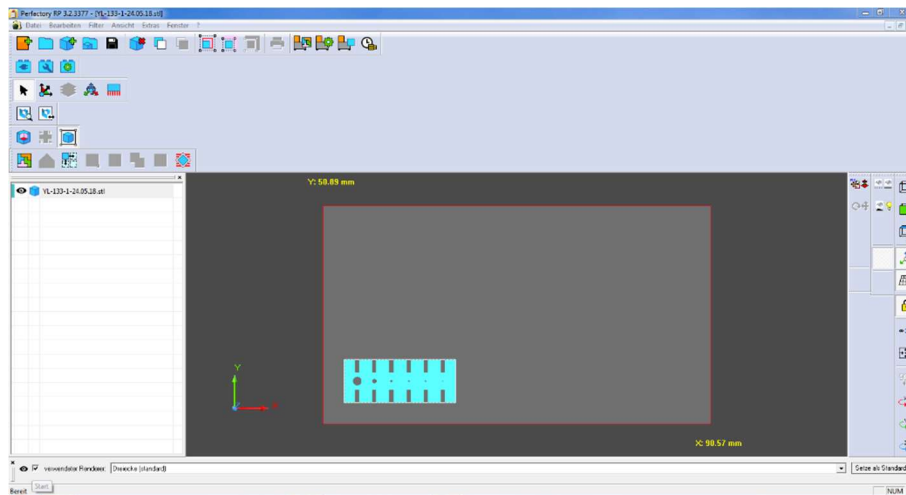 Perfactory RP 3.2.3377 - [YL-133-1-24.05.18.stl]
Datei Bearbeiten Filter Ansicht Extras Fenster ?
Y: 50.89 mm
YL-133-1-24.05.18.stl
Y
X
X: 90.57 mm
verwendeter Renderer: Dreiecke (standard)
Setze als Standard
Bereit
Start
NUM